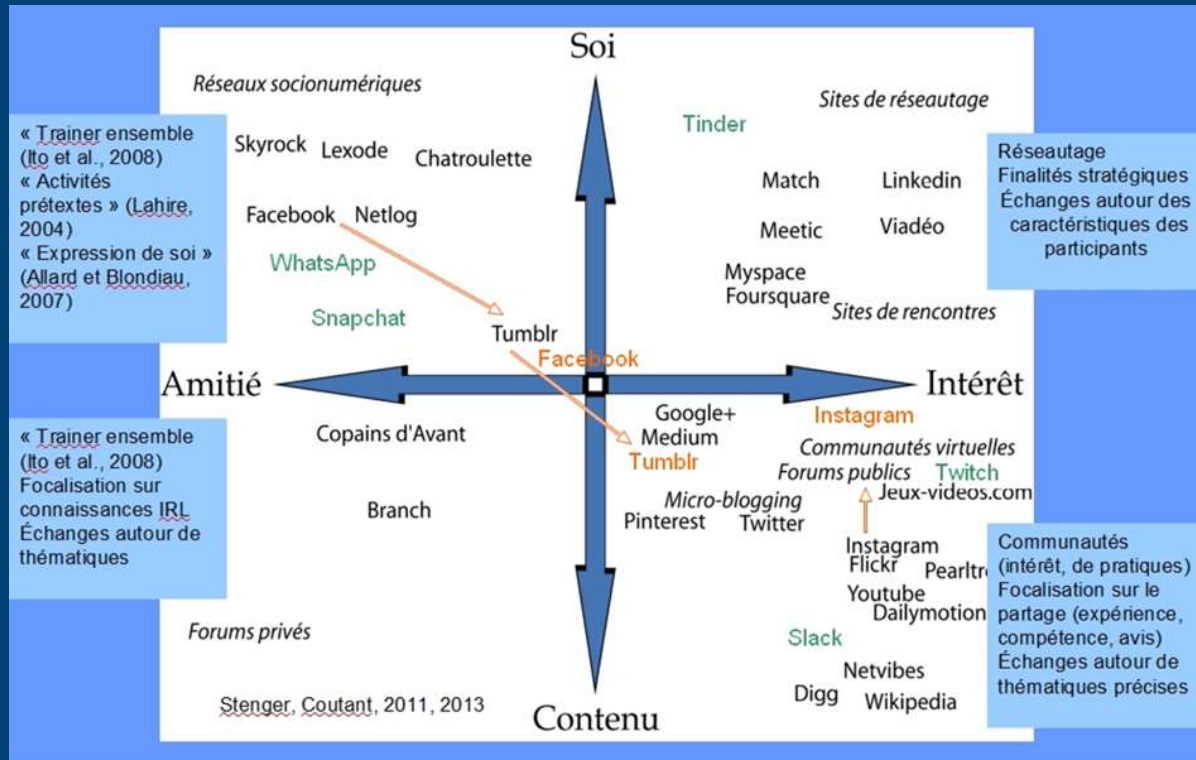 Soi
Réseaux socionumériques
Sites de réseautage
Tinder
« Trainer ensemble
(Ito et al., 2008)
« Activités
prétextes » (Lahire,
2004)
« Expression de soi »
(Allard et Blondiau,
2007)
Skyrock Lexode Chatroulette
Facebook Netlog
WhatsApp
Snapchat
Tumblr
Facebook
Match Linkedin
Meetic Viadéo
Myspace
Foursquare
Sites de rencontres
Réseautage
Finalités stratégiques
Échanges autour des
caractéristiques des
participants
Amitié
Intérêt
« Trainer ensemble
(Ito et al., 2008)
Focalisation sur
connaissances IRL
Échanges autour de
thématiques
Copains d'Avant
Branch
Forums privés
Stenger, Coutant, 2011, 2013
Google+
Medium
Tumblr
Instagram
Communautés virtuelles
Forums publics Twitch
Jeux-videos.com
Micro-blogging
Pinterest Twitter
Instagram
Flickr Pearltre
Youtube
Dailymotion
Slack
Netvibes
Digg Wikipedia
Communautés
(intérêt, de pratiques)
Focalisation sur le
partage (expérience,
compétence, avis)
Échanges autour de
thématiques précises
Contenu